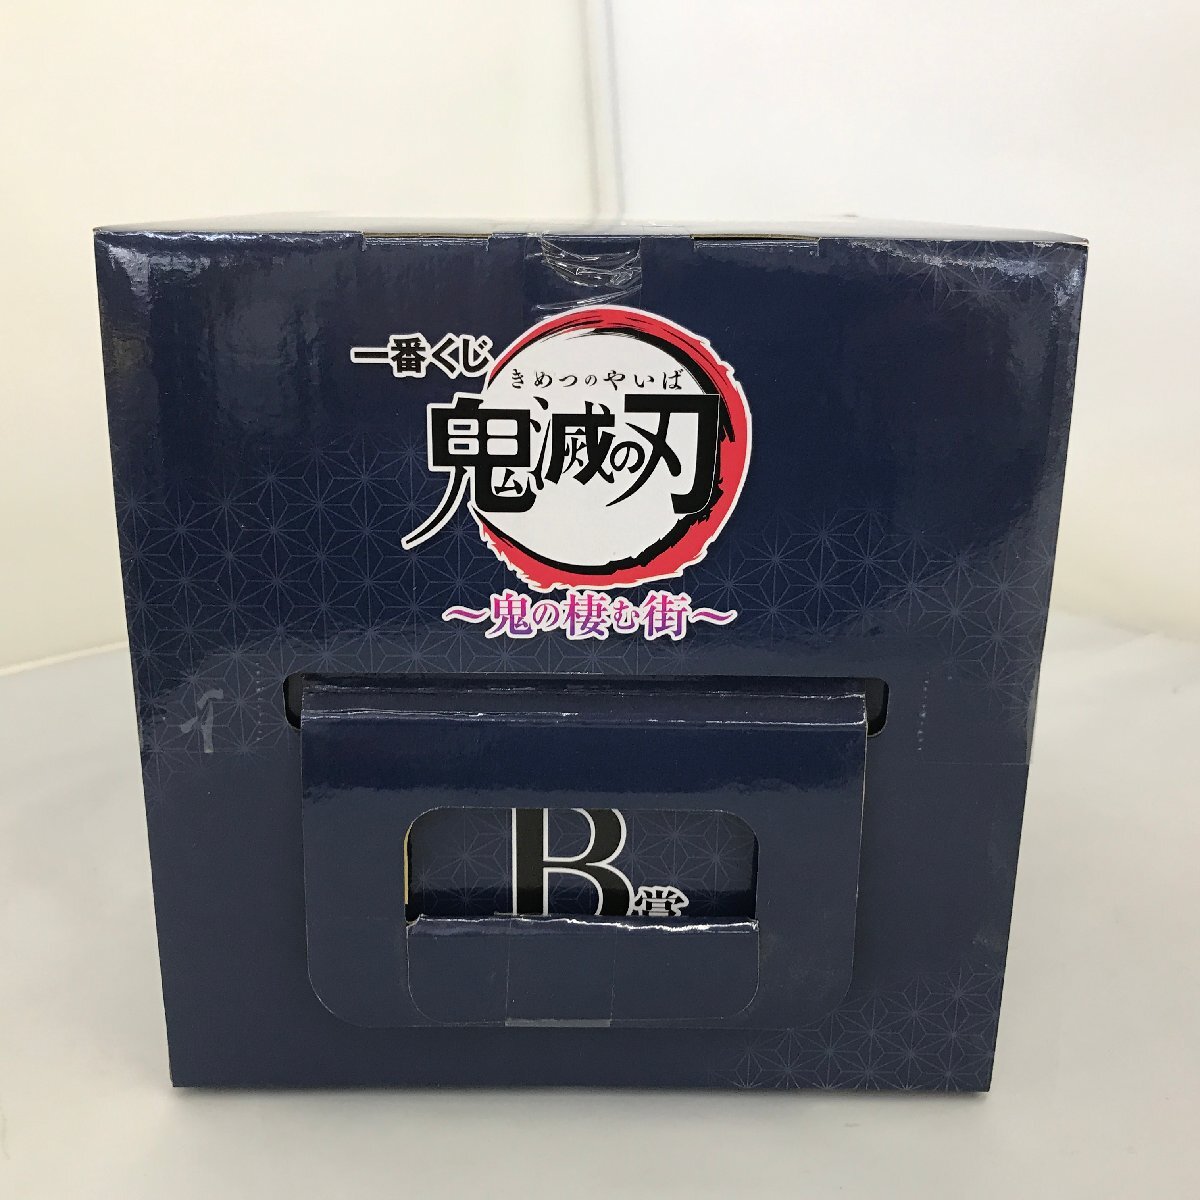 一番くじ
きめつのやいば
鬼滅の刃
～鬼の棲む街～
B賞